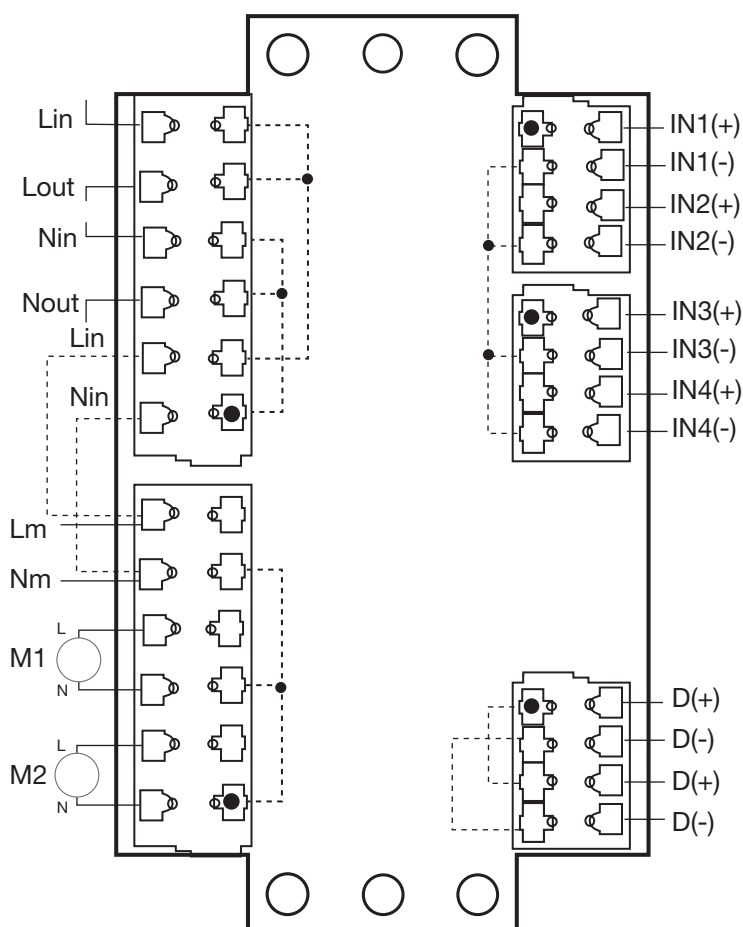 Lin
Lout
Nin
Nout
Lin
Nin
Lm
Nm
L
M1
N
L
M2
N
IN1(+)
IN1(-)
IN2(+)
IN2(-)
IN3(+)
IN3(-)
IN4(+)
IN4(-)
D(+)
D(-)
D(+)
D(-)